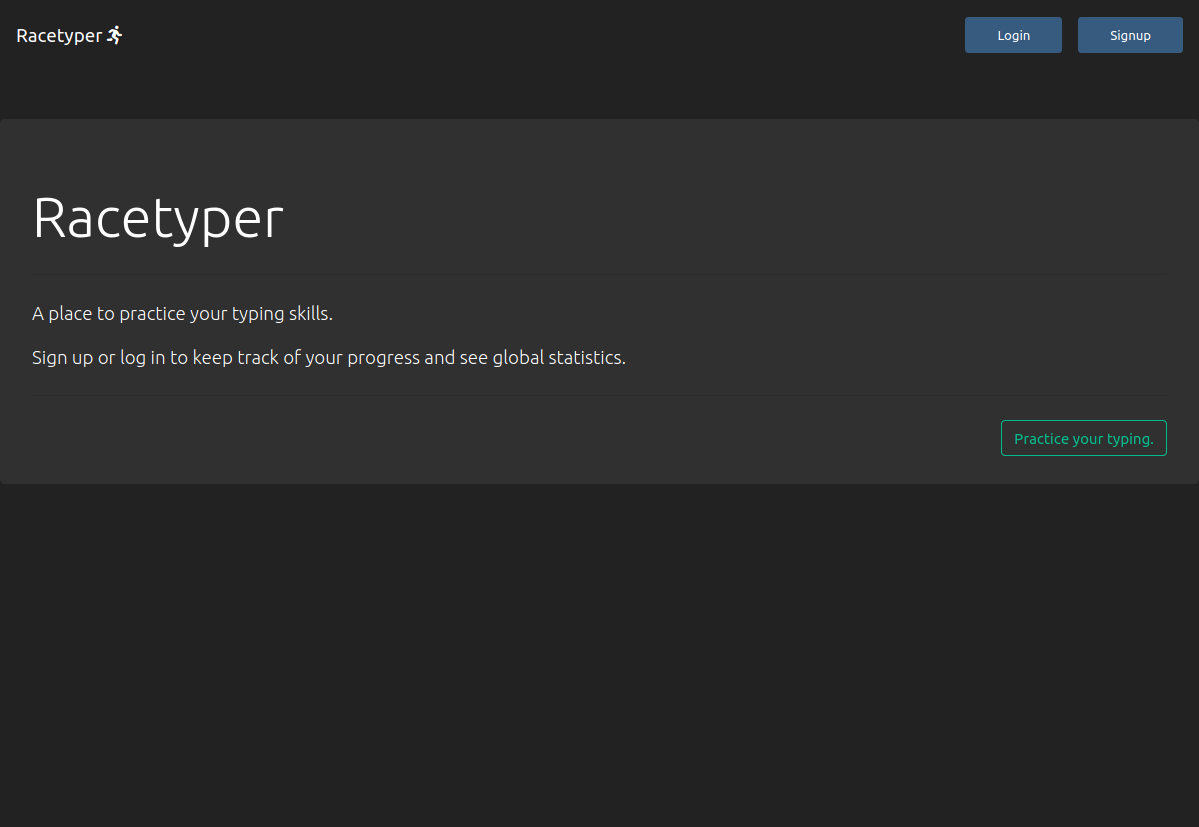 Racetyper
Login
Signup
Racetyper
A place to practice your typing skills.
Sign up or log in to keep track of your progress and see global statistics.
Practice your typing.